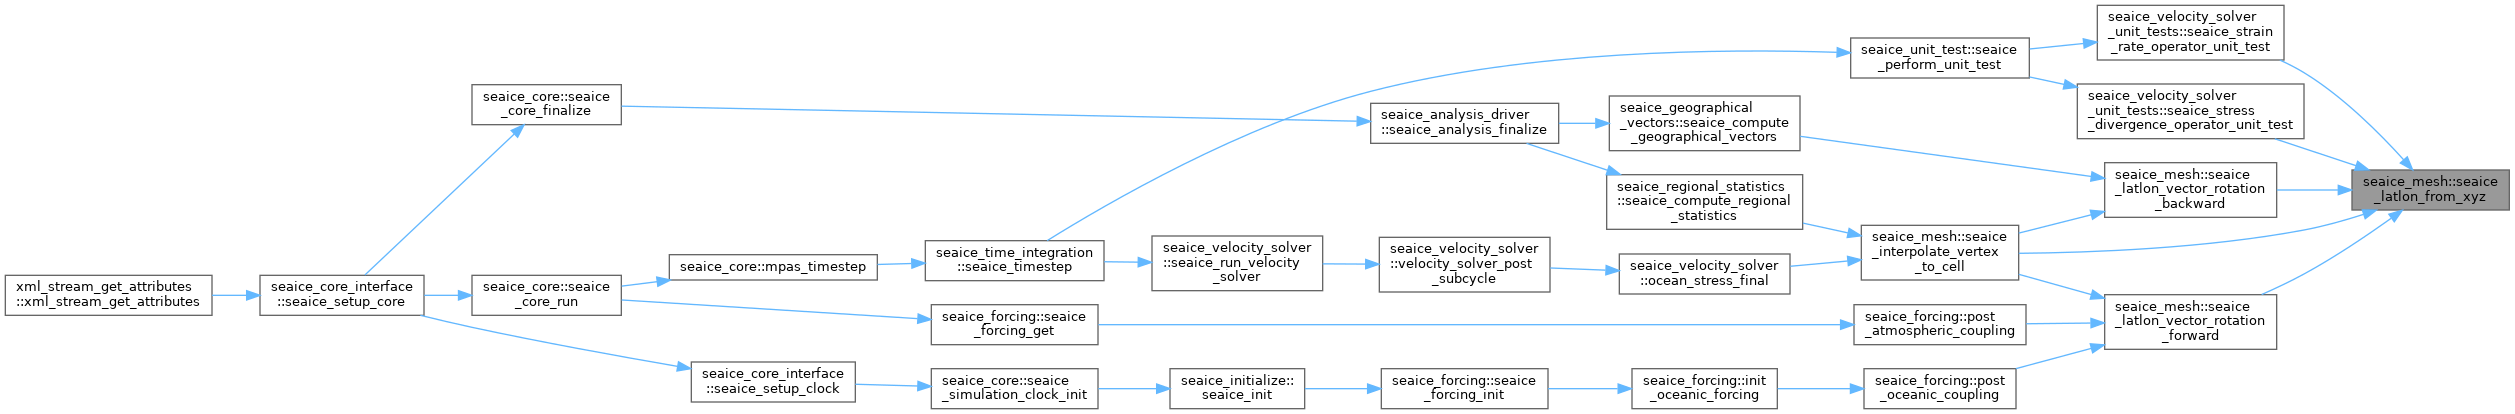 seaice_velocity_solver
_unit_tests::seaice_strain
_rate_operator_unit_test
seaice_unit_test::seaice
_perform_unit_test
seaice_velocity_solver
_unit_tests::seaice_stress
_divergence_operator_unit_test
seaice_core::seaice
_core_finalize
seaice_analysis_driver
::seaice_analysis_finalize
seaice_geographical
_vectors::seaice_compute
_geographical_vectors
seaice_mesh::seaice
_latlon_vector_rotation
_backward
seaice_mesh::seaice
_latlon_from_xyz
seaice_regional_statistics
::seaice_compute_regional
_statistics
seaice_mesh::seaice
_interpolate_vertex
_to_cell
seaice_time_integration
::seaice_timestep
seaice_velocity_solver
::seaice_run_velocity
_solver
seaice_velocity_solver
::velocity_solver_post
_subcycle
seaice_velocity_solver
::ocean_stress_final
seaice_core::mpas_timestep
xml_stream_get_attributes
::xml_stream_get_attributes
seaice_core_interface
::seaice_setup_core
seaice_core::seaice
_core_run
seaice_forcing::seaice
_forcing_get
seaice_forcing::post
_atmospheric_coupling
seaice_mesh::seaice
_latlon_vector_rotation
_forward
seaice_core_interface
::seaice_setup_clock
seaice_core::seaice
_simulation_clock_init
seaice_initialize::
seaice_init
seaice_forcing::seaice
_forcing_init
seaice_forcing::init
_oceanic_forcing
seaice_forcing::post
_oceanic_coupling